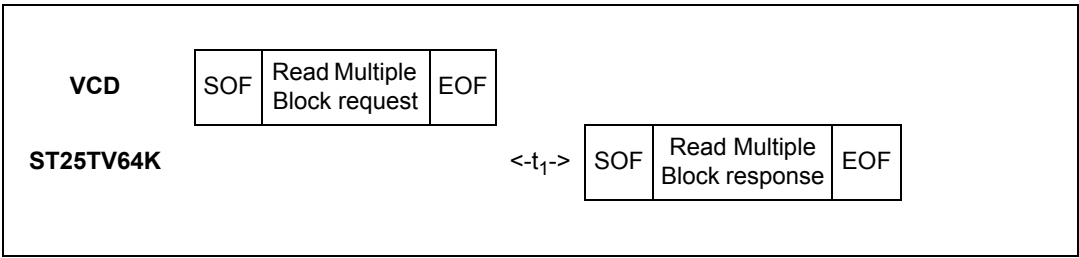 VCD SOF Read Multiple Block request EOF
ST25TV64K <-t1-> SOF Read Multiple Block response EOF